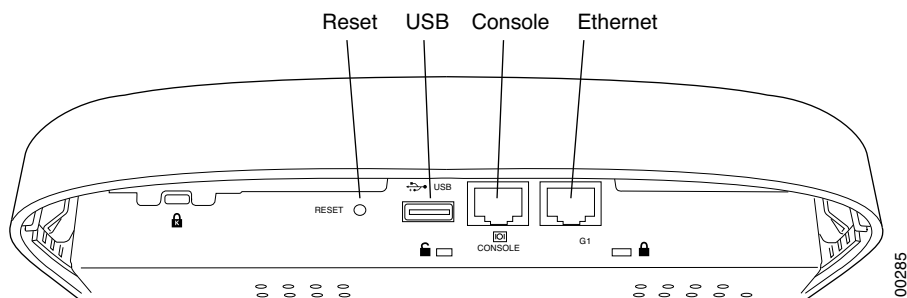 Reset USB Console Ethernet
USB
RESET
CONSOLE
G1
00285